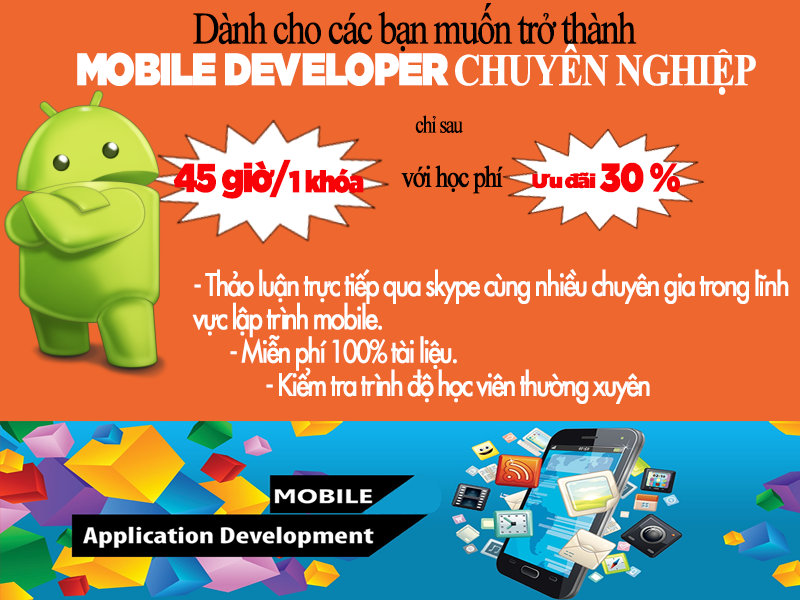 Dành cho các bạn muốn trở thành
MOBILE DEVELOPER CHUYÊN NGHIỆP
chỉ sau
45 giờ/1 khóa
với học phí
Ưu đãi 30 %
- Thảo luận trực tiếp qua skype cùng nhiều chuyên gia trong lĩnh
vực lập trình mobile.
- Miễn phí 100% tài liệu.
- Kiểm tra trình độ học viên thường xuyên
MOBILE
Application Development